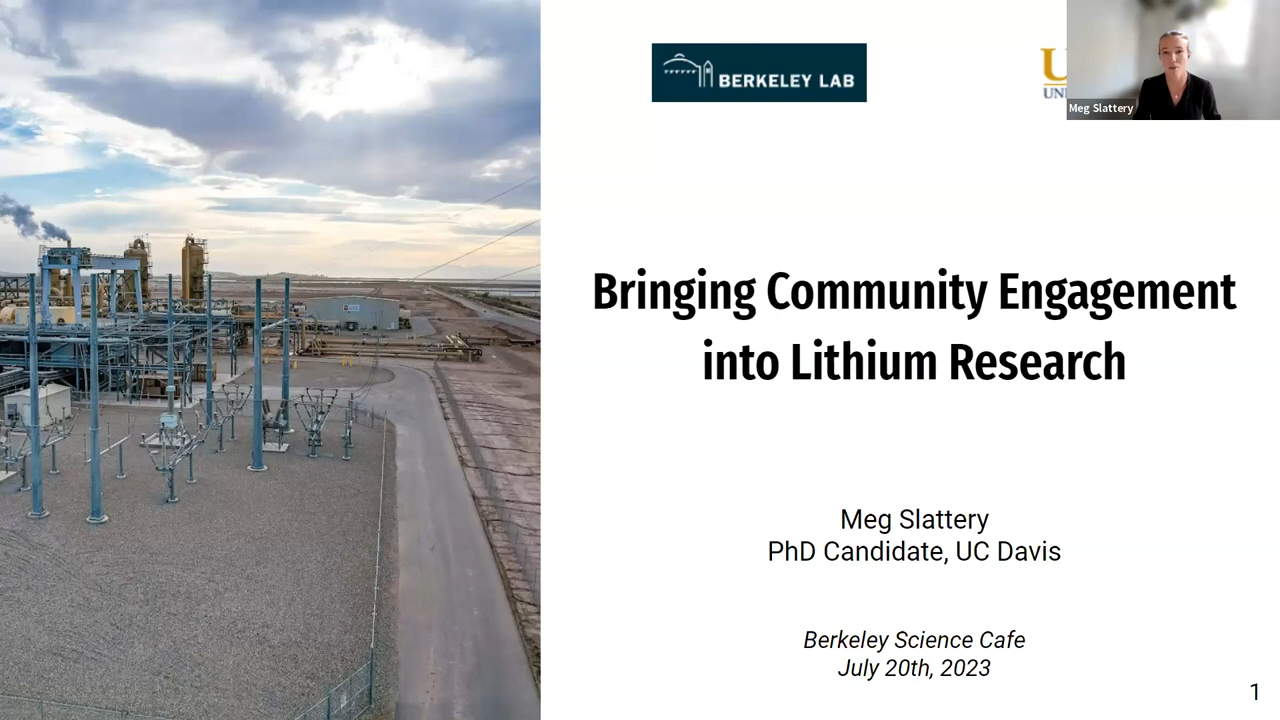 BERKELEY LAB
Meg Slattery
Bringing Community Engagement
into Lithium Research
Meg Slattery
PhD Candidate, UC Davis
Berkeley Science Cafe
July 20th, 2023
1